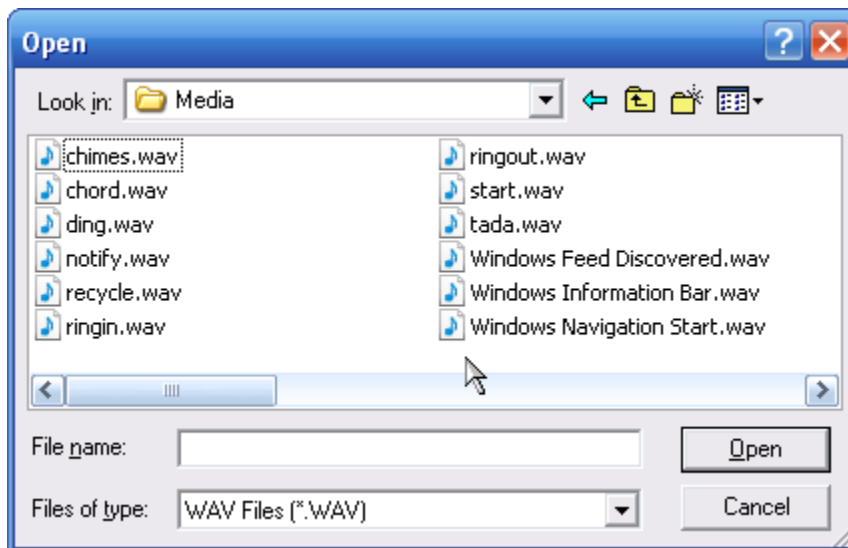 Open
Look in: Media
chimes.wav
chord.wav
ding.wav
notify.wav
recycle.wav
ringin.wav
ringout.wav
start.wav
tada.wav
Windows Feed Discovered.wav
Windows Information Bar.wav
Windows Navigation Start.wav
File name:
Open
Files of type: WAV Files (*.WAV)
Cancel